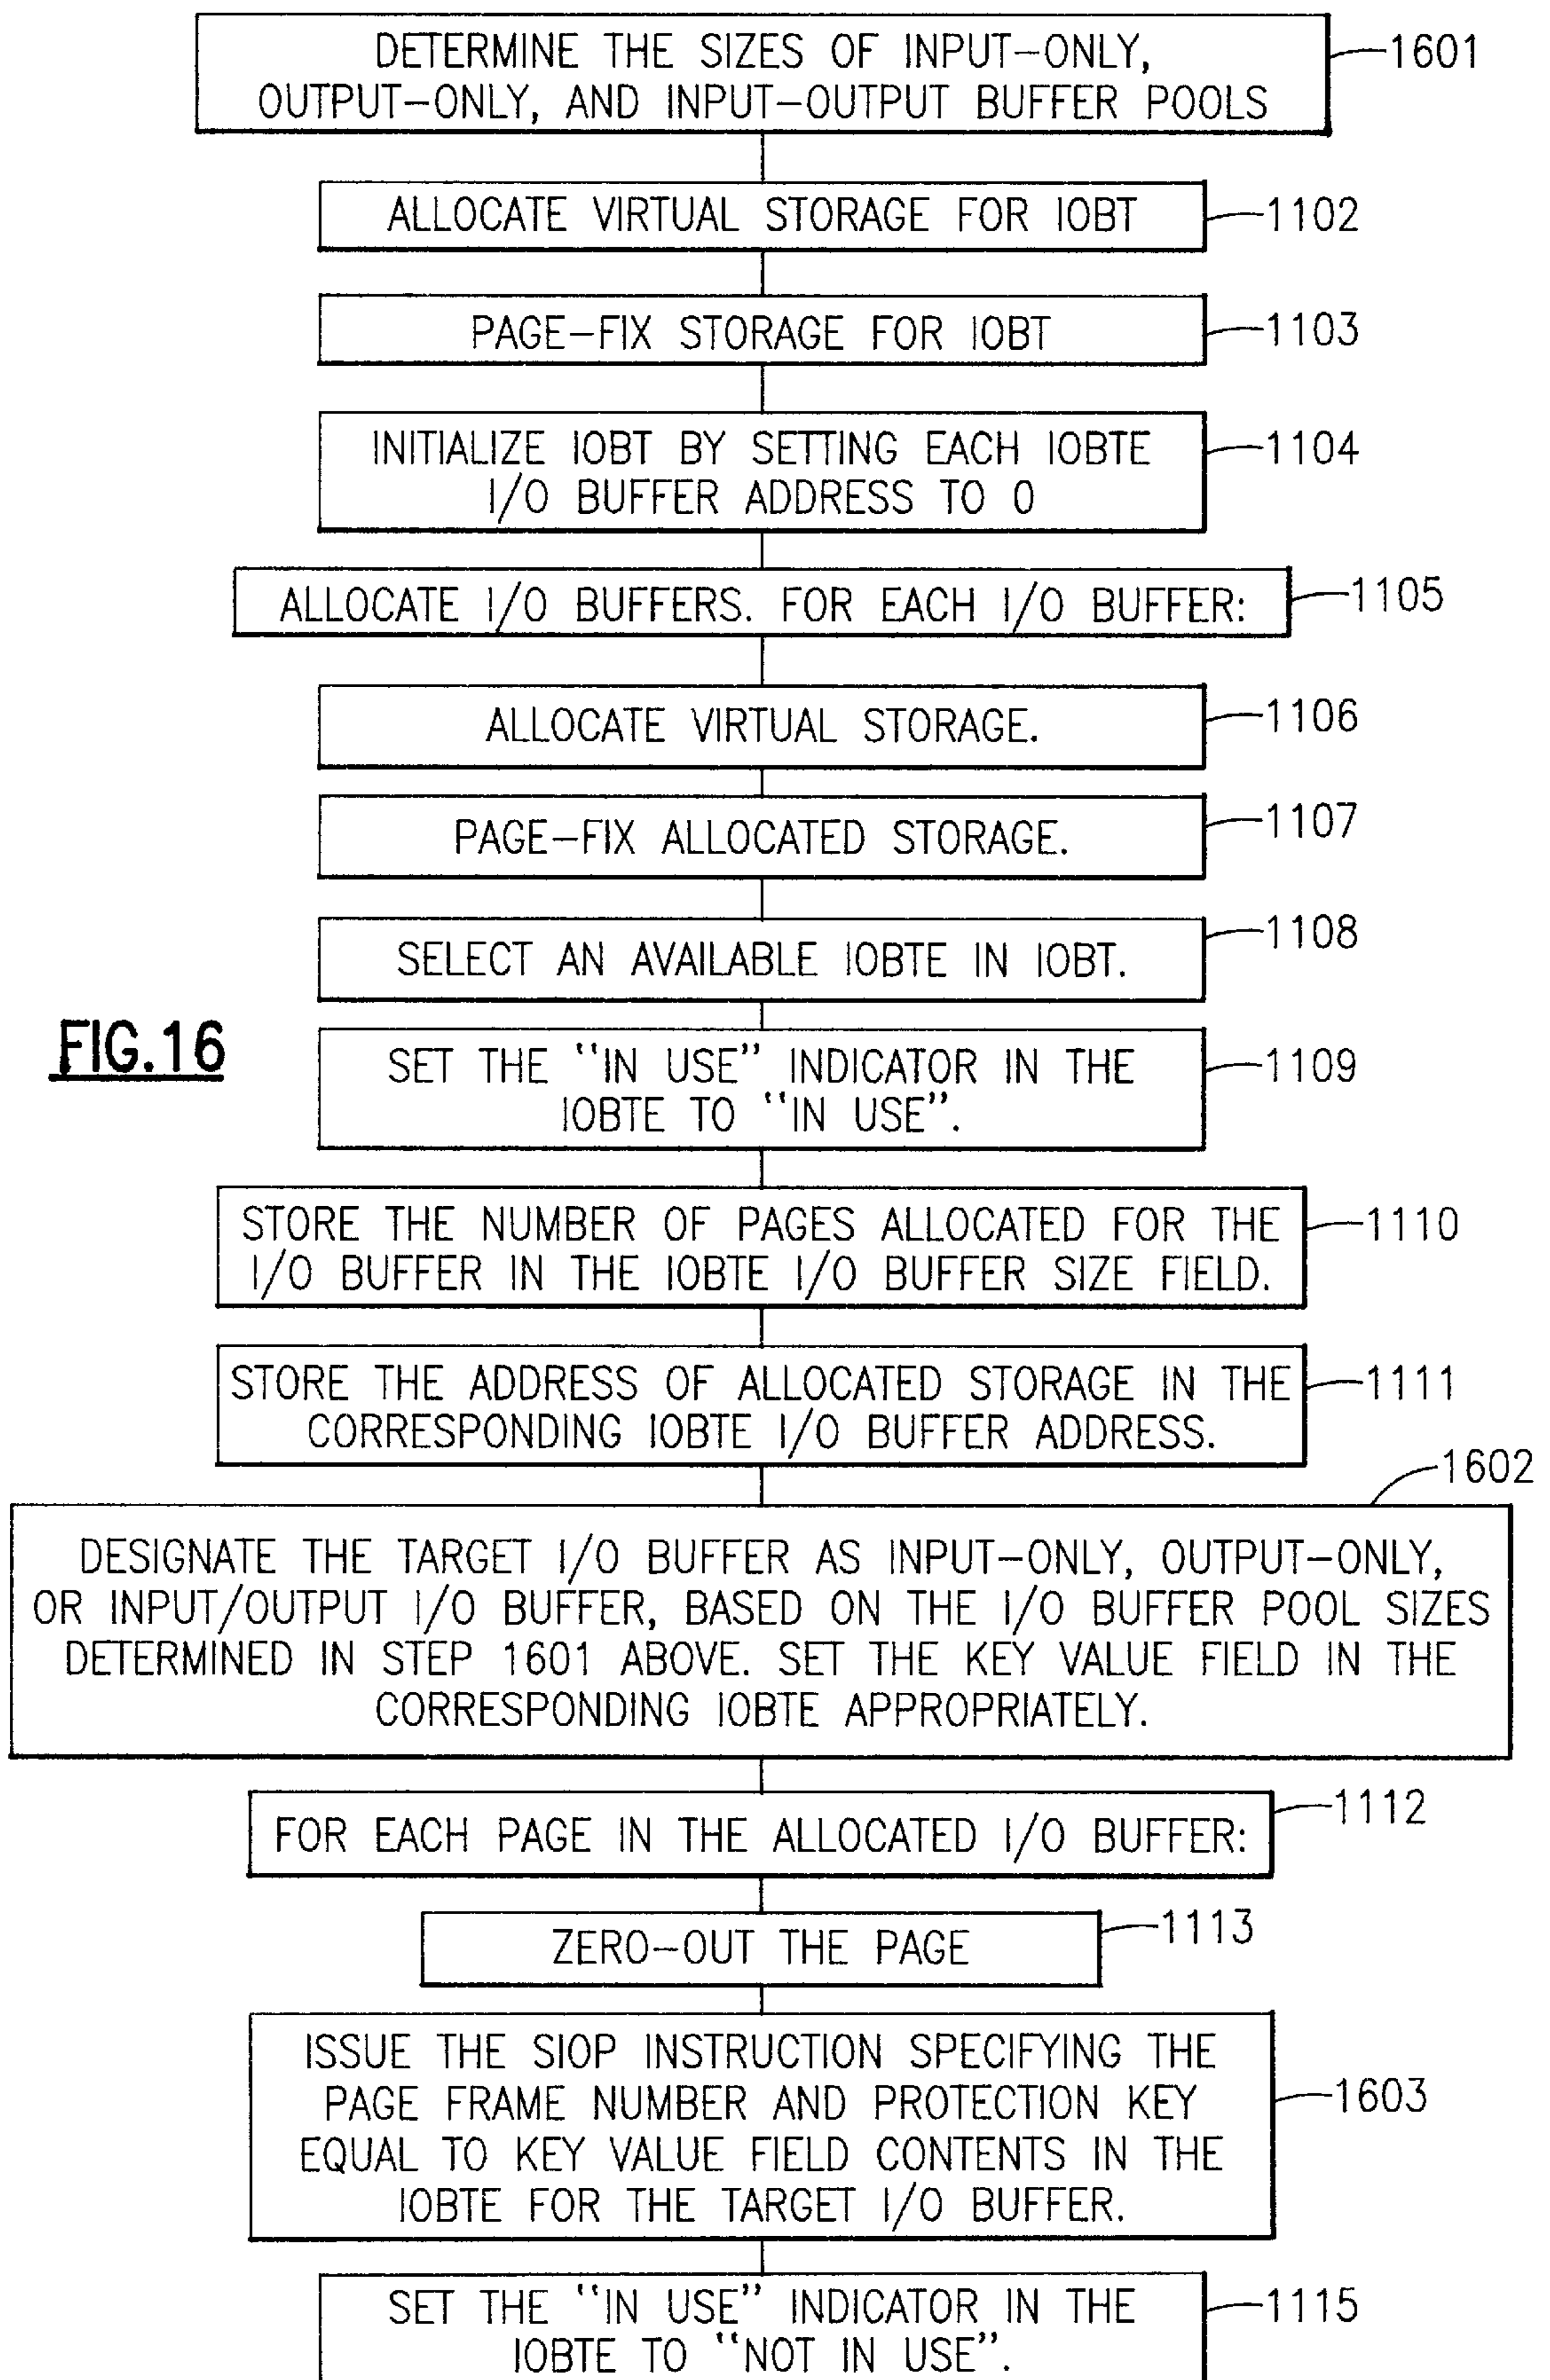 DETERMINE THE SIZES OF INPUT-ONLY,
OUTPUT-ONLY, AND INPUT-OUTPUT BUFFER POOLS
1601
ALLOCATE VIRTUAL STORAGE FOR IOBT
1102
PAGE-FIX STORAGE FOR IOBT
1103
INITIALIZE IOBT BY SETTING EACH IOBTE
I/O BUFFER ADDRESS TO 0
1104
ALLOCATE I/O BUFFERS. FOR EACH I/O BUFFER:
1105
ALLOCATE VIRTUAL STORAGE.
1106
PAGE-FIX ALLOCATED STORAGE.
1107
SELECT AN AVAILABLE IOBTE IN IOBT.
1108
FIG.16
SET THE "IN USE" INDICATOR IN THE
IOBTE TO "IN USE".
1109
STORE THE NUMBER OF PAGES ALLOCATED FOR THE
I/O BUFFER IN THE IOBTE I/O BUFFER SIZE FIELD.
1110
STORE THE ADDRESS OF ALLOCATED STORAGE IN THE
CORRESPONDING IOBTE I/O BUFFER ADDRESS.
1111
1602
DESIGNATE THE TARGET I/O BUFFER AS INPUT-ONLY, OUTPUT-ONLY,
OR INPUT/OUTPUT I/O BUFFER, BASED ON THE I/O BUFFER POOL SIZES
DETERMINED IN STEP 1601 ABOVE. SET THE KEY VALUE FIELD IN THE
CORRESPONDING IOBTE APPROPRIATELY.
FOR EACH PAGE IN THE ALLOCATED I/O BUFFER:
1112
ZERO-OUT THE PAGE
1113
ISSUE THE SIOP INSTRUCTION SPECIFYING THE
PAGE FRAME NUMBER AND PROTECTION KEY
EQUAL TO KEY VALUE FIELD CONTENTS IN THE
IOBTE FOR THE TARGET I/O BUFFER.
1603
SET THE "IN USE" INDICATOR IN THE
IOBTE TO "NOT IN USE".
1115